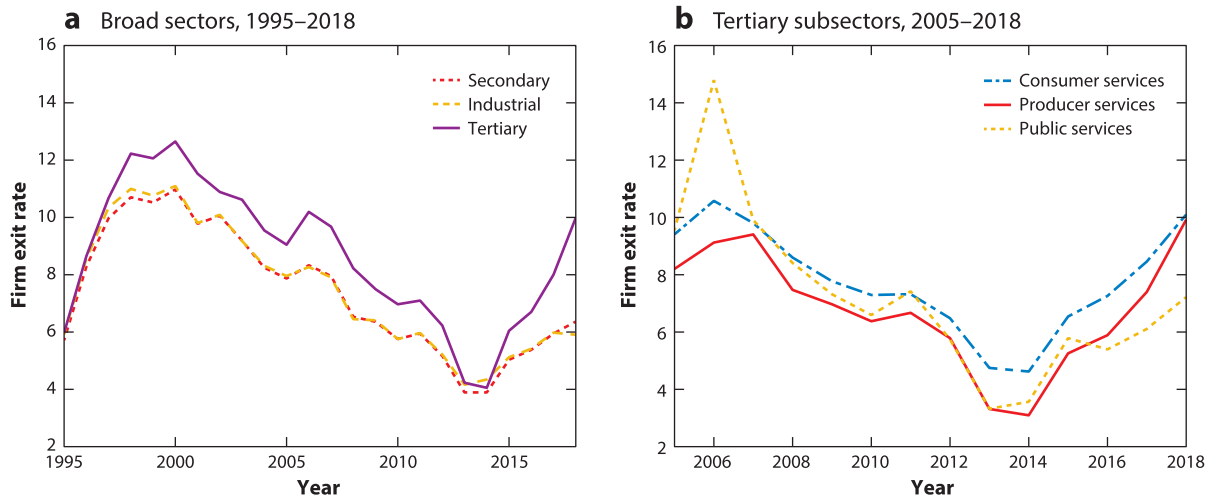 a Broad sectors, 1995–2018
16
14
12
10
8
6
4
2
Firm exit rate
Secondary
Industrial
Tertiary
1995
2000
2005
2010
2015
Year
b Tertiary subsectors, 2005–2018
16
14
12
10
8
6
4
2
Firm exit rate
Consumer services
Producer services
Public services
2006
2008
2010
2012
2014
2016
2018
Year